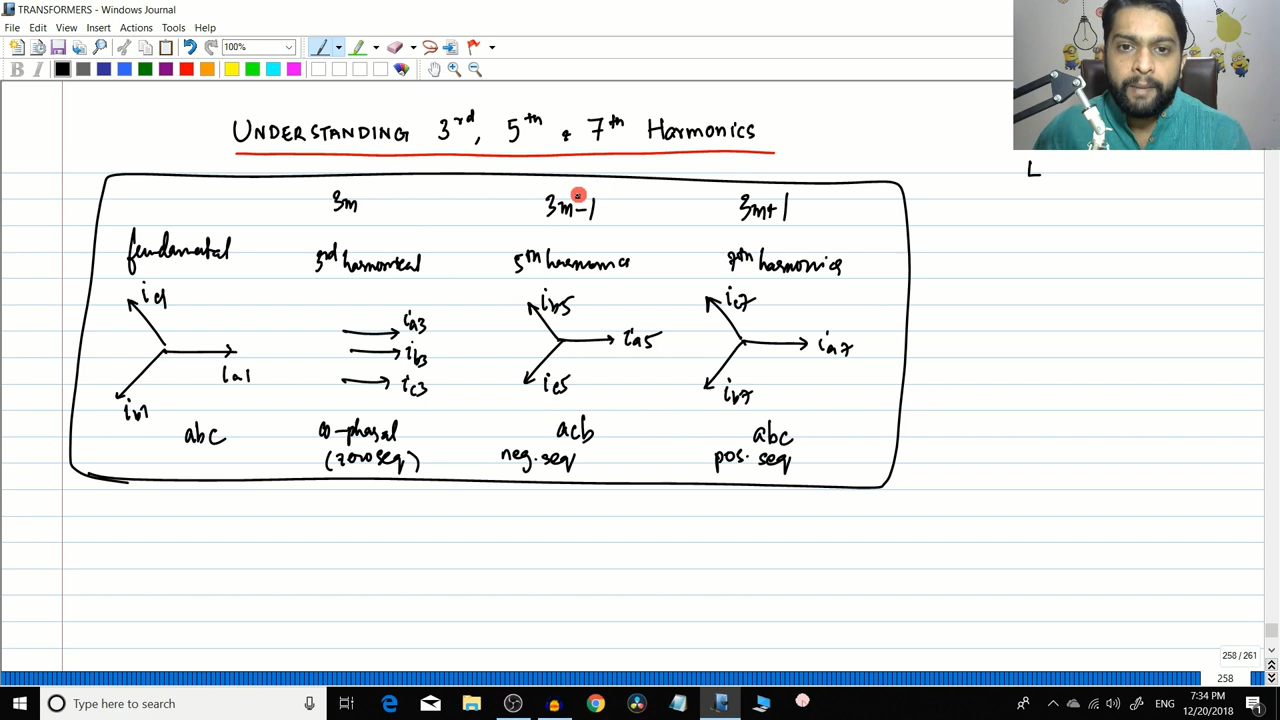 TRANSFORMERS - Windows Journal
File Edit View Insert Actions Tools Help
100%
B I
UNDERSTANDING 3rd, 5th & 7th HARMONICS
L
3m 3m-1 3m+1
fundamental 3rd harmonical 5th harmonics 7th harmonics
ic1 ib5 ic7
ia3
ia5 ia7
ib3
ia1
ic3 ic5 ib7
ib1
abc co-phasal acb abc
(zero seq) neg. seq pos. seq
258 / 261
258
Type here to search
ENG
7:34 PM
12/20/2018
1